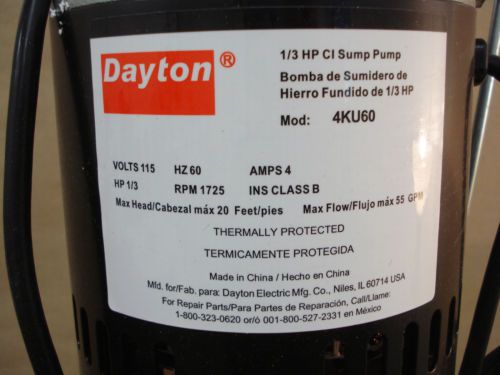 Dayton®
1/3 HP CI Sump Pump
Bomba de Sumidero de
Hierro Fundido de 1/3 HP
Mod: 4KU60
VOLTS 115 HZ 60 AMPS 4
HP 1/3 RPM 1725 INS CLASS B
Max Head/Cabezal máx 20 Feet/pies Max Flow/Flujo máx 55 GPM
THERMALLY PROTECTED
TERMICAMENTE PROTEGIDA
Made in China / Hecho en China
Mfd. for/Fab. para: Dayton Electric Mfg. Co., Niles, IL 60714 USA
For Repair Parts/Para Partes de Reparación, Call/Llame:
1-800-323-0620 or/ó 001-800-527-2331 en México